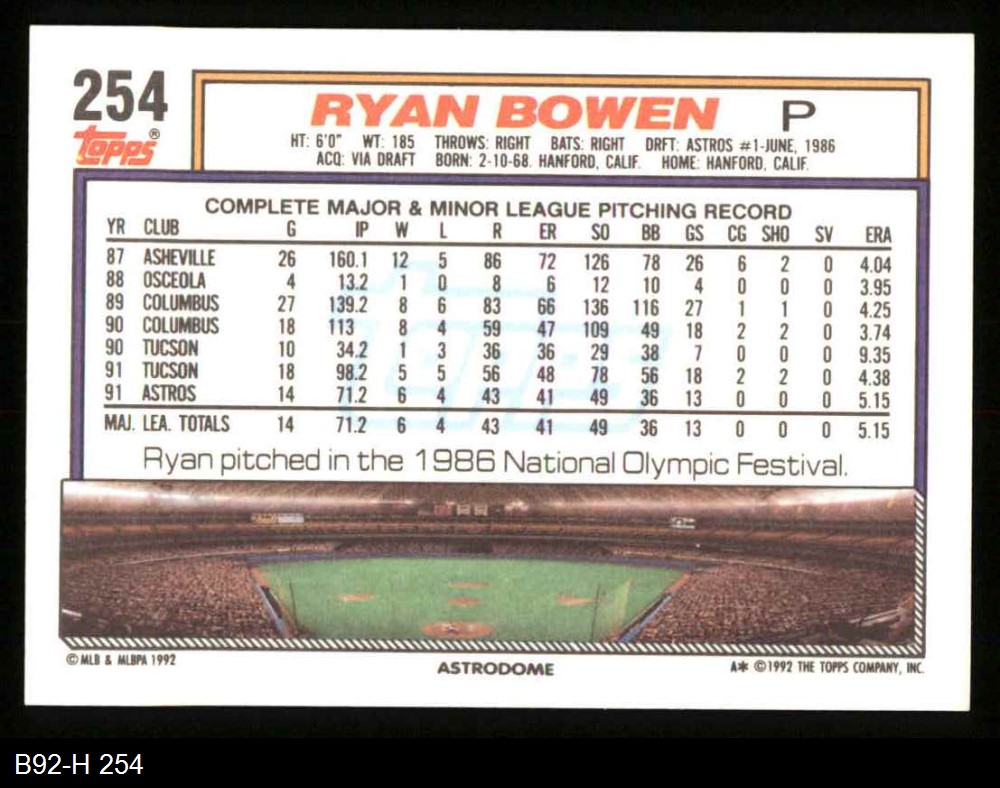 254
Topps®
RYAN BOWEN P
HT: 6'0" WT: 185 THROWS: RIGHT BATS: RIGHT DRFT: ASTROS #1-JUNE, 1986
ACQ: VIA DRAFT BORN: 2-10-68, HANFORD, CALIF. HOME: HANFORD, CALIF.
COMPLETE MAJOR & MINOR LEAGUE PITCHING RECORD
YR CLUB G IP W L R ER SO BB GS CG SHO SV ERA
87 ASHEVILLE 26 160.1 12 5 86 72 126 78 26 6 2 0 4.04
88 OSCEOLA 4 13.2 1 0 8 6 12 10 4 0 0 0 3.95
89 COLUMBUS 27 139.2 8 6 83 66 136 116 27 1 1 0 4.25
90 COLUMBUS 18 113 8 4 59 47 109 49 18 2 2 0 3.74
90 TUCSON 10 34.2 1 3 36 36 29 38 7 0 0 0 9.35
91 TUCSON 18 98.2 5 5 56 48 78 56 18 2 2 0 4.38
91 ASTROS 14 71.2 6 4 43 41 49 36 13 0 0 0 5.15
MAJ. LEA. TOTALS 14 71.2 6 4 43 41 49 36 13 0 0 0 5.15
Ryan pitched in the 1986 National Olympic Festival.
© MLB & MLBPA 1992
ASTRODOME
A* ©1992 THE TOPPS COMPANY, INC.
B92-H 254